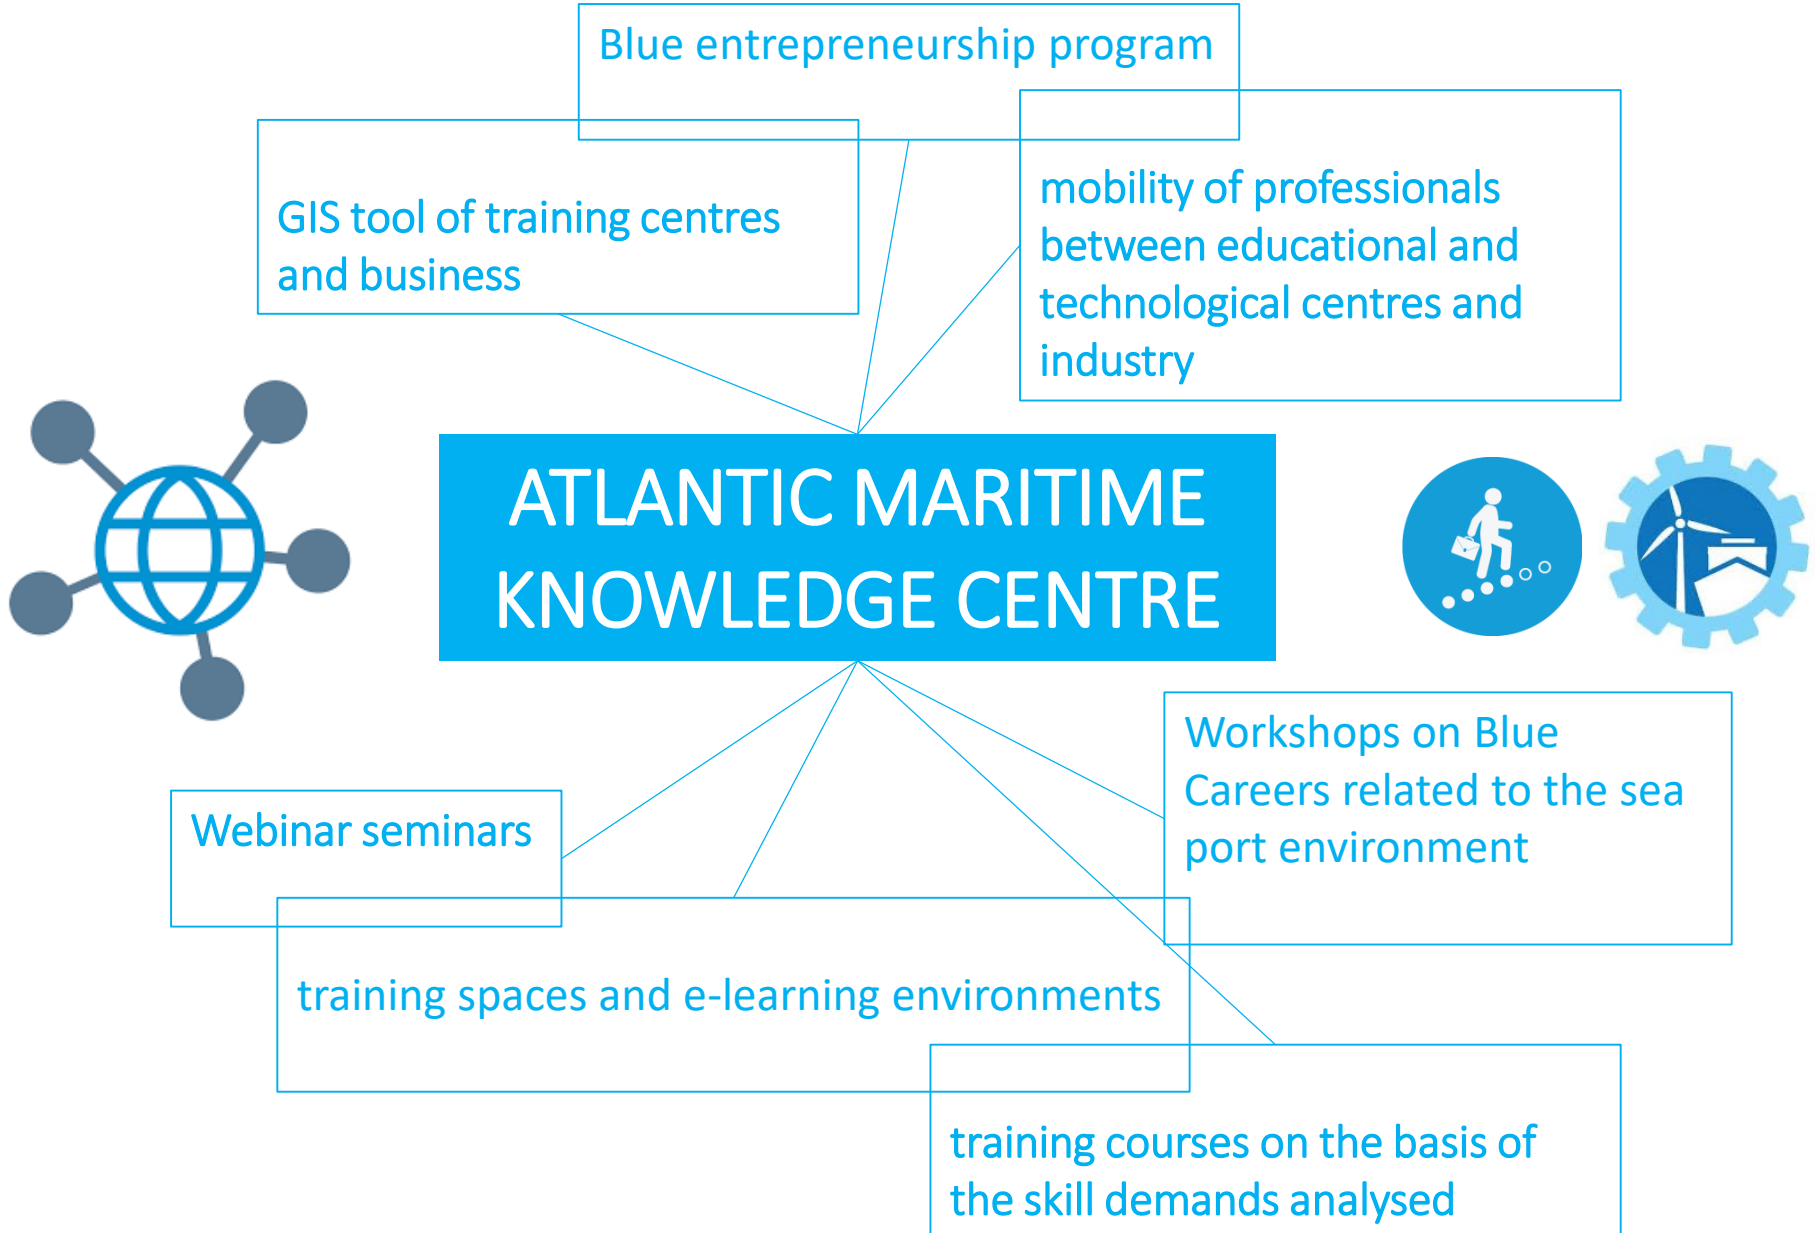 Blue entrepreneurship program
GIS tool of training centres
and business
mobility of professionals
between educational and
technological centres and
industry
ATLANTIC MARITIME
KNOWLEDGE CENTRE
Webinar seminars
Workshops on Blue
Careers related to the sea
port environment
training spaces and e-learning environments
training courses on the basis of
the skill demands analysed